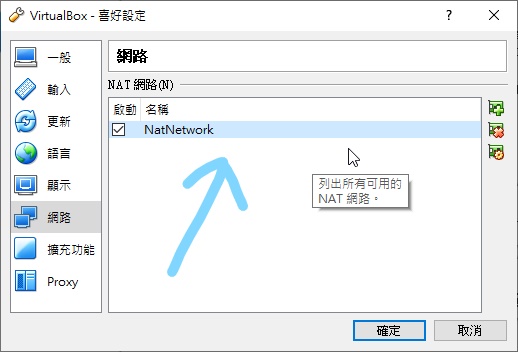 VirtualBox - 喜好設定
?
一般
輸入
更新
語言
顯示
網路
擴充功能
Proxy
網路
NAT 網路(N)
啟動 名稱
NatNetwork
列出所有可用的
NAT 網路。
確定 取消